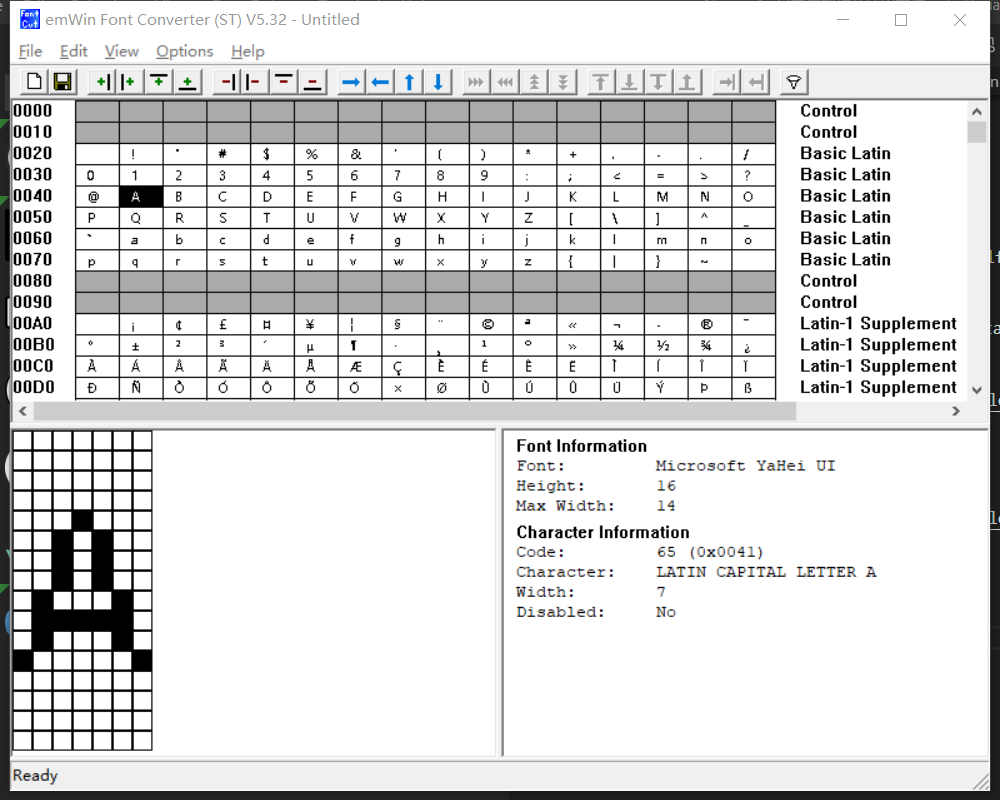 emWin Font Converter (ST) V5.32 - Untitled
File Edit View Options Help
0000 Control
0010 Control
0020 ! " # $ % & ' ( ) * + , - . / Basic Latin
0030 0 1 2 3 4 5 6 7 8 9 : ; < = > ? Basic Latin
0040 @ A B C D E F G H I J K L M N O Basic Latin
0050 P Q R S T U V W X Y Z [ \ ] ^ _ Basic Latin
0060 ` a b c d e f g h i j k l m n o Basic Latin
0070 p q r s t u v w x y z { | } ~ Basic Latin
0080 Control
0090 Control
00A0 ¡ ¢ £ ¤ ¥ ¦ § ¨ © ª « ¬ - ® ¯ Latin-1 Supplement
00B0 ° ± ² ³ ´ µ ¶ · ¸ ¹ º » ¼ ½ ¾ ¿ Latin-1 Supplement
00C0 À Á Â Ã Ä Å Æ Ç È É Ê Ë Ì Í Î Ï Latin-1 Supplement
00D0 Ð Ñ Ò Ó Ô Õ Ö × Ø Ù Ú Û Ü Ý Þ ß Latin-1 Supplement
Font Information
Font: Microsoft YaHei UI
Height: 16
Max Width: 14
Character Information
Code: 65 (0x0041)
Character: LATIN CAPITAL LETTER A
Width: 7
Disabled: No
Ready